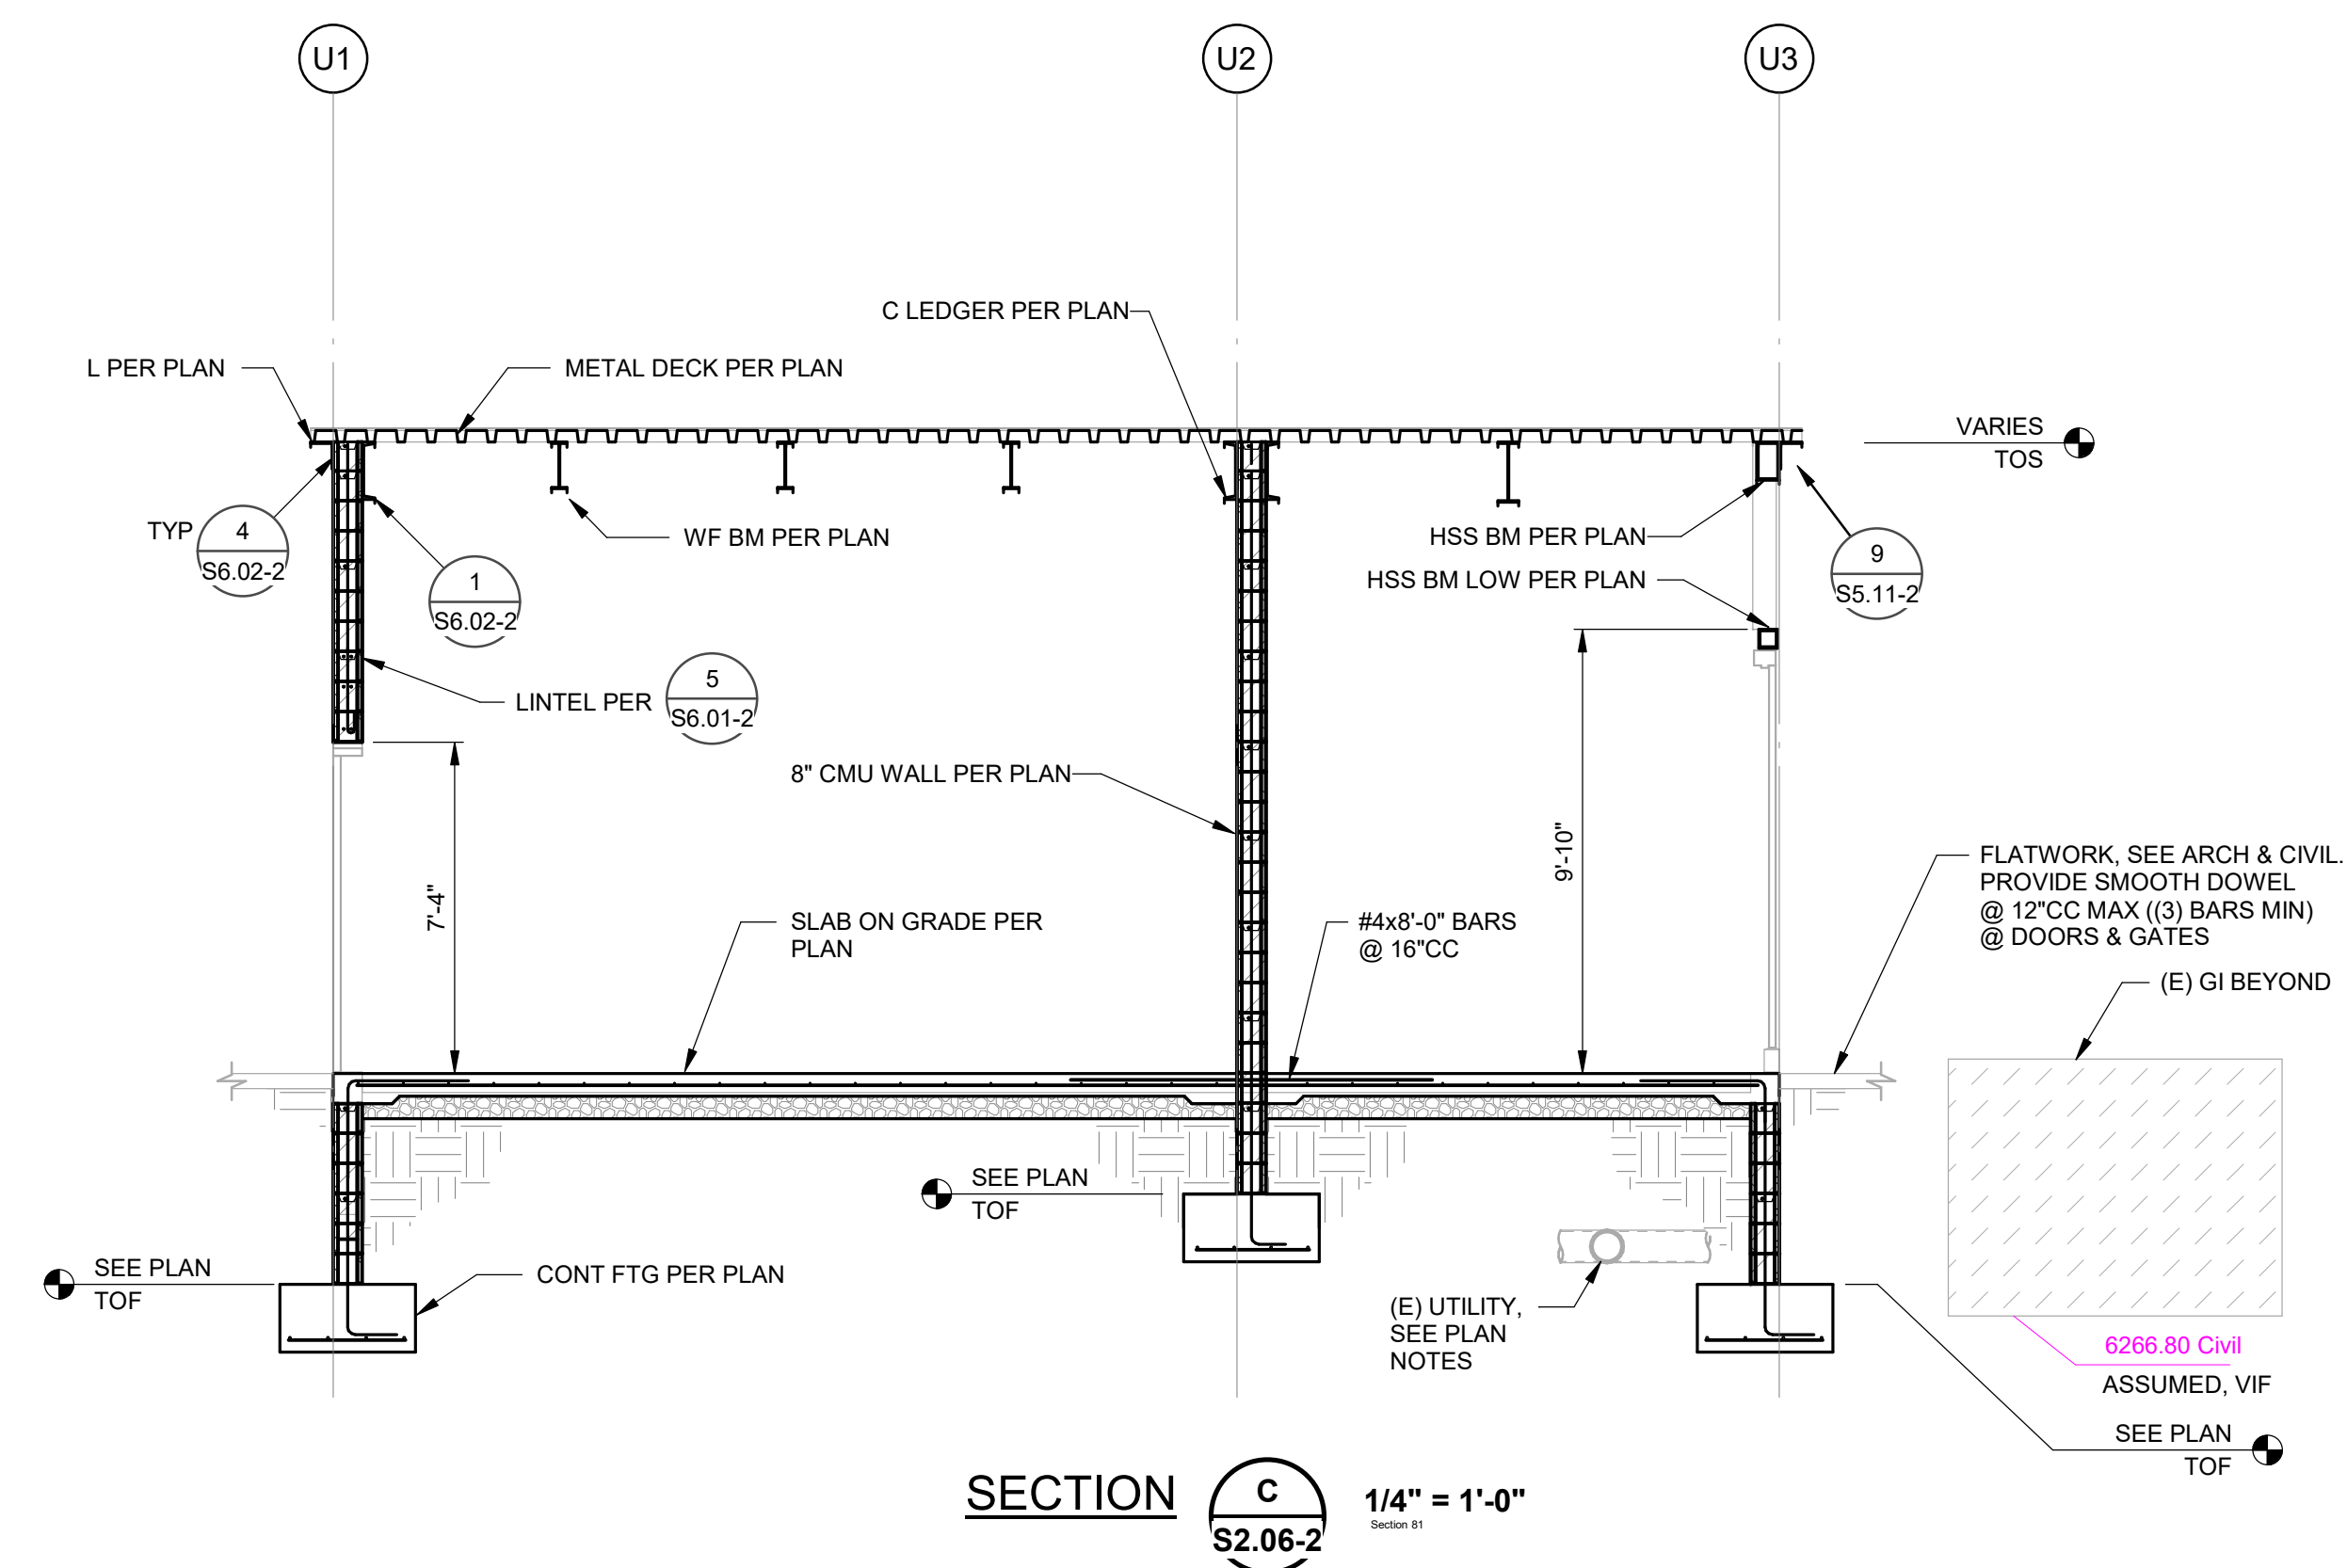 U1
U2
U3
C LEDGER PER PLAN
L PER PLAN
METAL DECK PER PLAN
VARIES
TOS
TYP
4
S6.02-2
1
S6.02-2
WF BM PER PLAN
HSS BM PER PLAN
HSS BM LOW PER PLAN
9
S5.11-2
LINTEL PER
5
S6.01-2
8" CMU WALL PER PLAN
7'-4"
9'-10"
SLAB ON GRADE PER
PLAN
#4x8'-0" BARS
@ 16"CC
FLATWORK, SEE ARCH & CIVIL.
PROVIDE SMOOTH DOWEL
@ 12"CC MAX ((3) BARS MIN)
@ DOORS & GATES
(E) GI BEYOND
SEE PLAN
TOF
SEE PLAN
TOF
CONT FTG PER PLAN
(E) UTILITY,
SEE PLAN
NOTES
6266.80 Civil
ASSUMED, VIF
SEE PLAN
TOF
SECTION
C
S2.06-2
1/4" = 1'-0"
Section 81